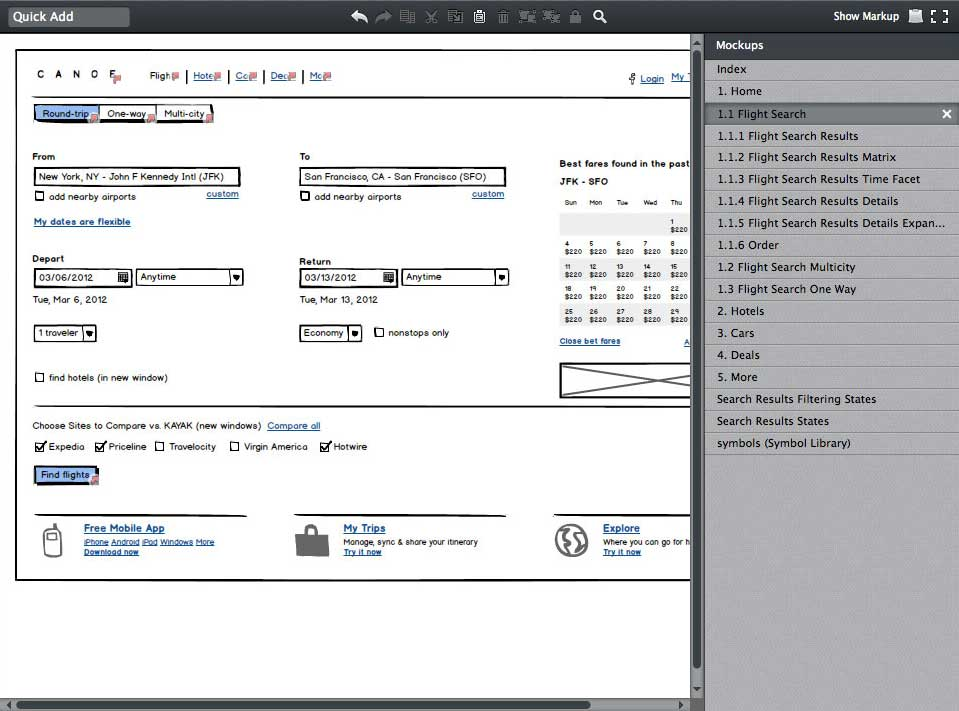 Quick Add
Show Markup
C A N O E
Flight | Hote | Ca | Dea | Mo
Login My T
Round-trip One-way Multi-city
From
New York, NY - John F Kennedy Intl (JFK)
add nearby airports custom
My dates are flexible
To
San Francisco, CA - San Francisco (SFO)
add nearby airports custom
Depart
03/06/2012 Anytime
Tue, Mar 6, 2012
Return
03/13/2012 Anytime
Tue, Mar 13, 2012
1 traveler
Economy nonstops only
find hotels (in new window)
Best fares found in the past
JFK - SFO
Sun Mon Tue Wed Thu
1
$220
4 5 6 7 8
$220 $220 $220 $220 $220
11 12 13 14 15
$220 $220 $220 $220 $220
18 19 20 21 22
$220 $220 $220 $220 $220
25 26 27 28 29
$220 $220 $220 $220 $220
Close bet fares A
Choose Sites to Compare vs. KAYAK (new windows) Compare all
Expedia Priceline Travelocity Virgin America Hotwire
Find flights
Free Mobile App
iPhone Android iPad Windows More
Download now
My Trips
Manage, sync & share your itinerary
Try it now
Explore
Where you can go for h
Try it now
Mockups
Index
1. Home
1.1 Flight Search
1.1.1 Flight Search Results
1.1.2 Flight Search Results Matrix
1.1.3 Flight Search Results Time Facet
1.1.4 Flight Search Results Details
1.1.5 Flight Search Results Details Expan...
1.1.6 Order
1.2 Flight Search Multicity
1.3 Flight Search One Way
2. Hotels
3. Cars
4. Deals
5. More
Search Results Filtering States
Search Results States
symbols (Symbol Library)